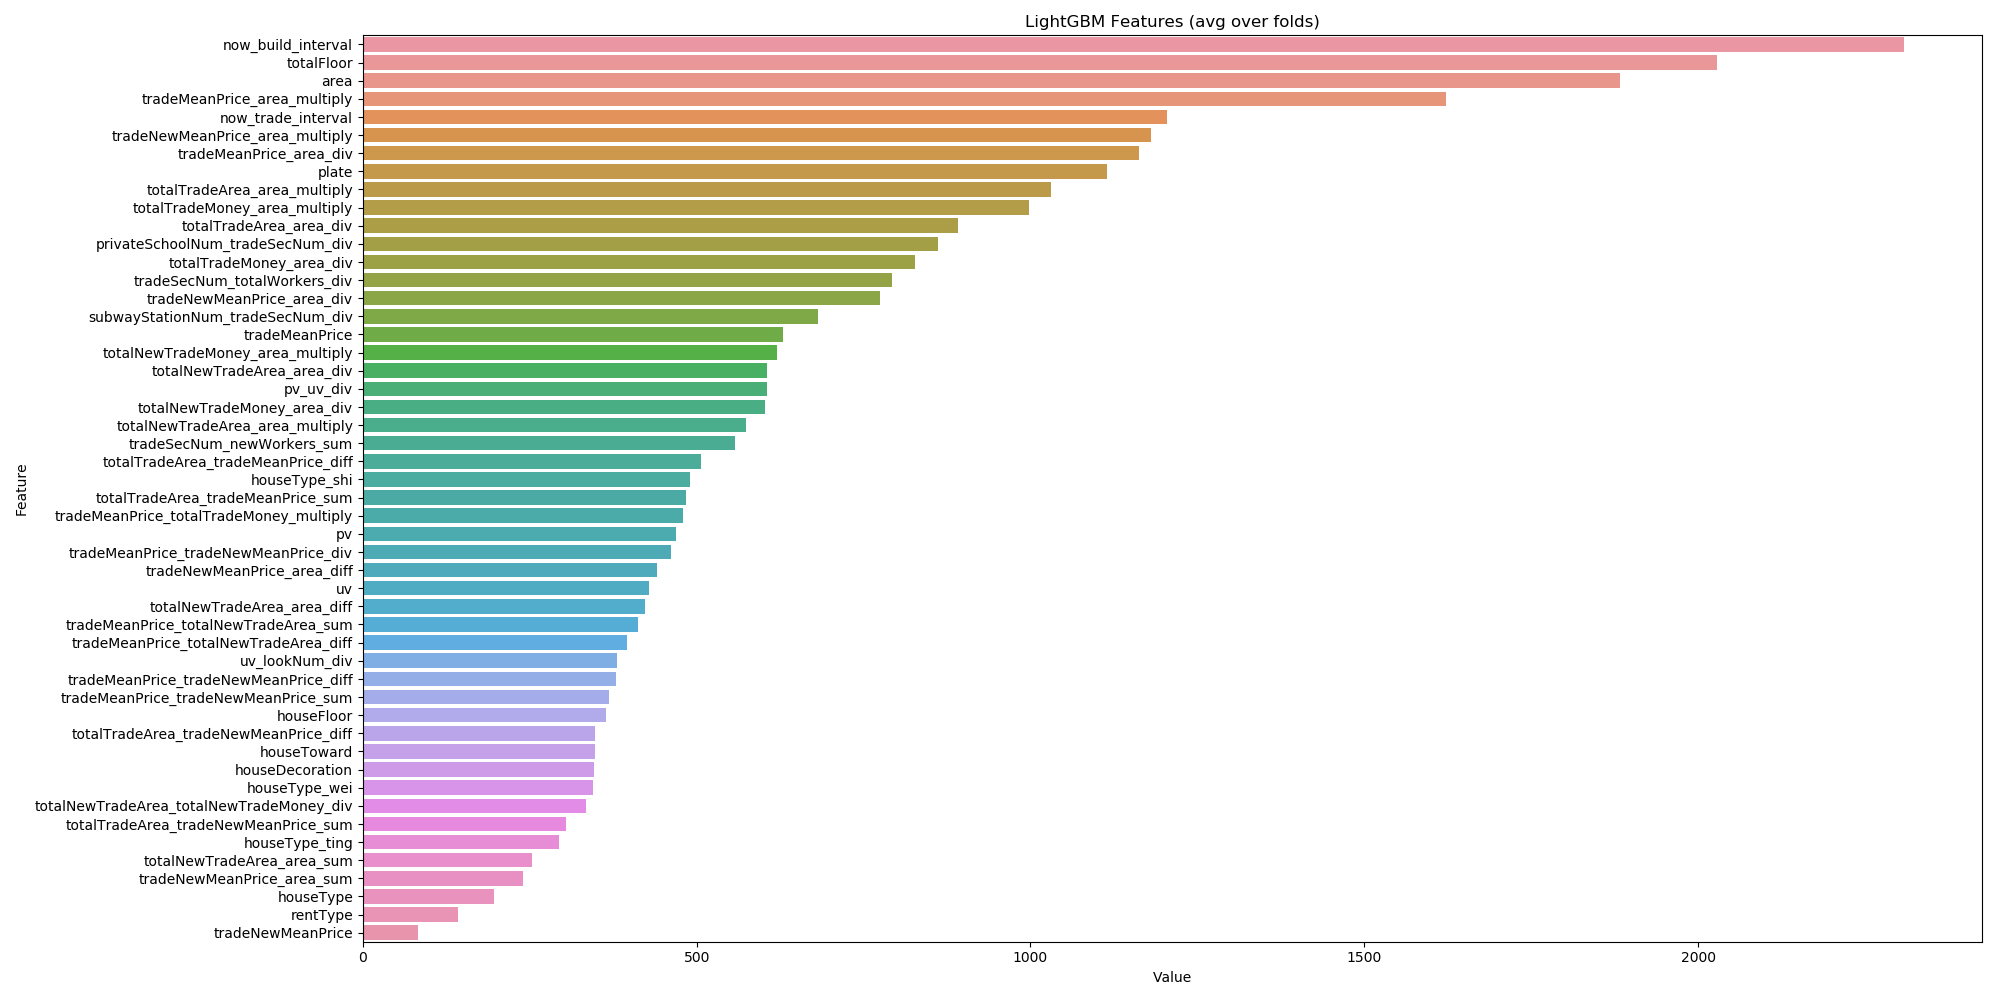 LightGBM Features (avg over folds)
now_build_interval
totalFloor
area
tradeMeanPrice_area_multiply
now_trade_interval
tradeNewMeanPrice_area_multiply
tradeMeanPrice_area_div
plate
totalTradeArea_area_multiply
totalTradeMoney_area_multiply
totalTradeArea_area_div
privateSchoolNum_tradeSecNum_div
totalTradeMoney_area_div
tradeSecNum_totalWorkers_div
tradeNewMeanPrice_area_div
subwayStationNum_tradeSecNum_div
tradeMeanPrice
totalNewTradeMoney_area_multiply
totalNewTradeArea_area_div
pv_uv_div
totalNewTradeMoney_area_div
totalNewTradeArea_area_multiply
tradeSecNum_newWorkers_sum
totalTradeArea_tradeMeanPrice_diff
houseType_shi
totalTradeArea_tradeMeanPrice_sum
tradeMeanPrice_totalTradeMoney_multiply
pv
tradeMeanPrice_tradeNewMeanPrice_div
tradeNewMeanPrice_area_diff
uv
totalNewTradeArea_area_diff
tradeMeanPrice_totalNewTradeArea_sum
tradeMeanPrice_totalNewTradeArea_diff
uv_lookNum_div
tradeMeanPrice_tradeNewMeanPrice_diff
tradeMeanPrice_tradeNewMeanPrice_sum
houseFloor
totalTradeArea_tradeNewMeanPrice_diff
houseToward
houseDecoration
houseType_wei
totalNewTradeArea_totalNewTradeMoney_div
totalTradeArea_tradeNewMeanPrice_sum
houseType_ting
totalNewTradeArea_area_sum
tradeNewMeanPrice_area_sum
houseType
rentType
tradeNewMeanPrice
Feature
0 500 1000 1500 2000
Value